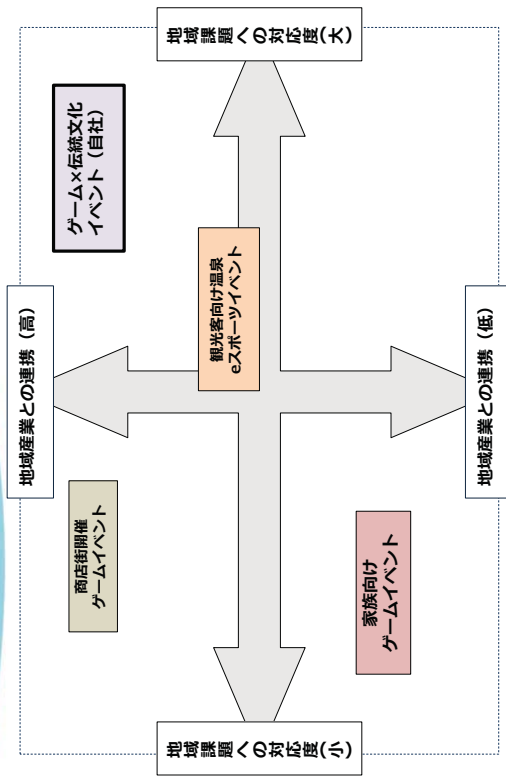 地域産業との連携（高）
ゲーム×伝統文化
イベント（自社）
商店街開催
ゲームイベント
観光客向け温泉
eスポーツイベント
地域課題への対応度(小)
地域課題への対応度(大)
家族向け
ゲームイベント
地域産業との連携（低）